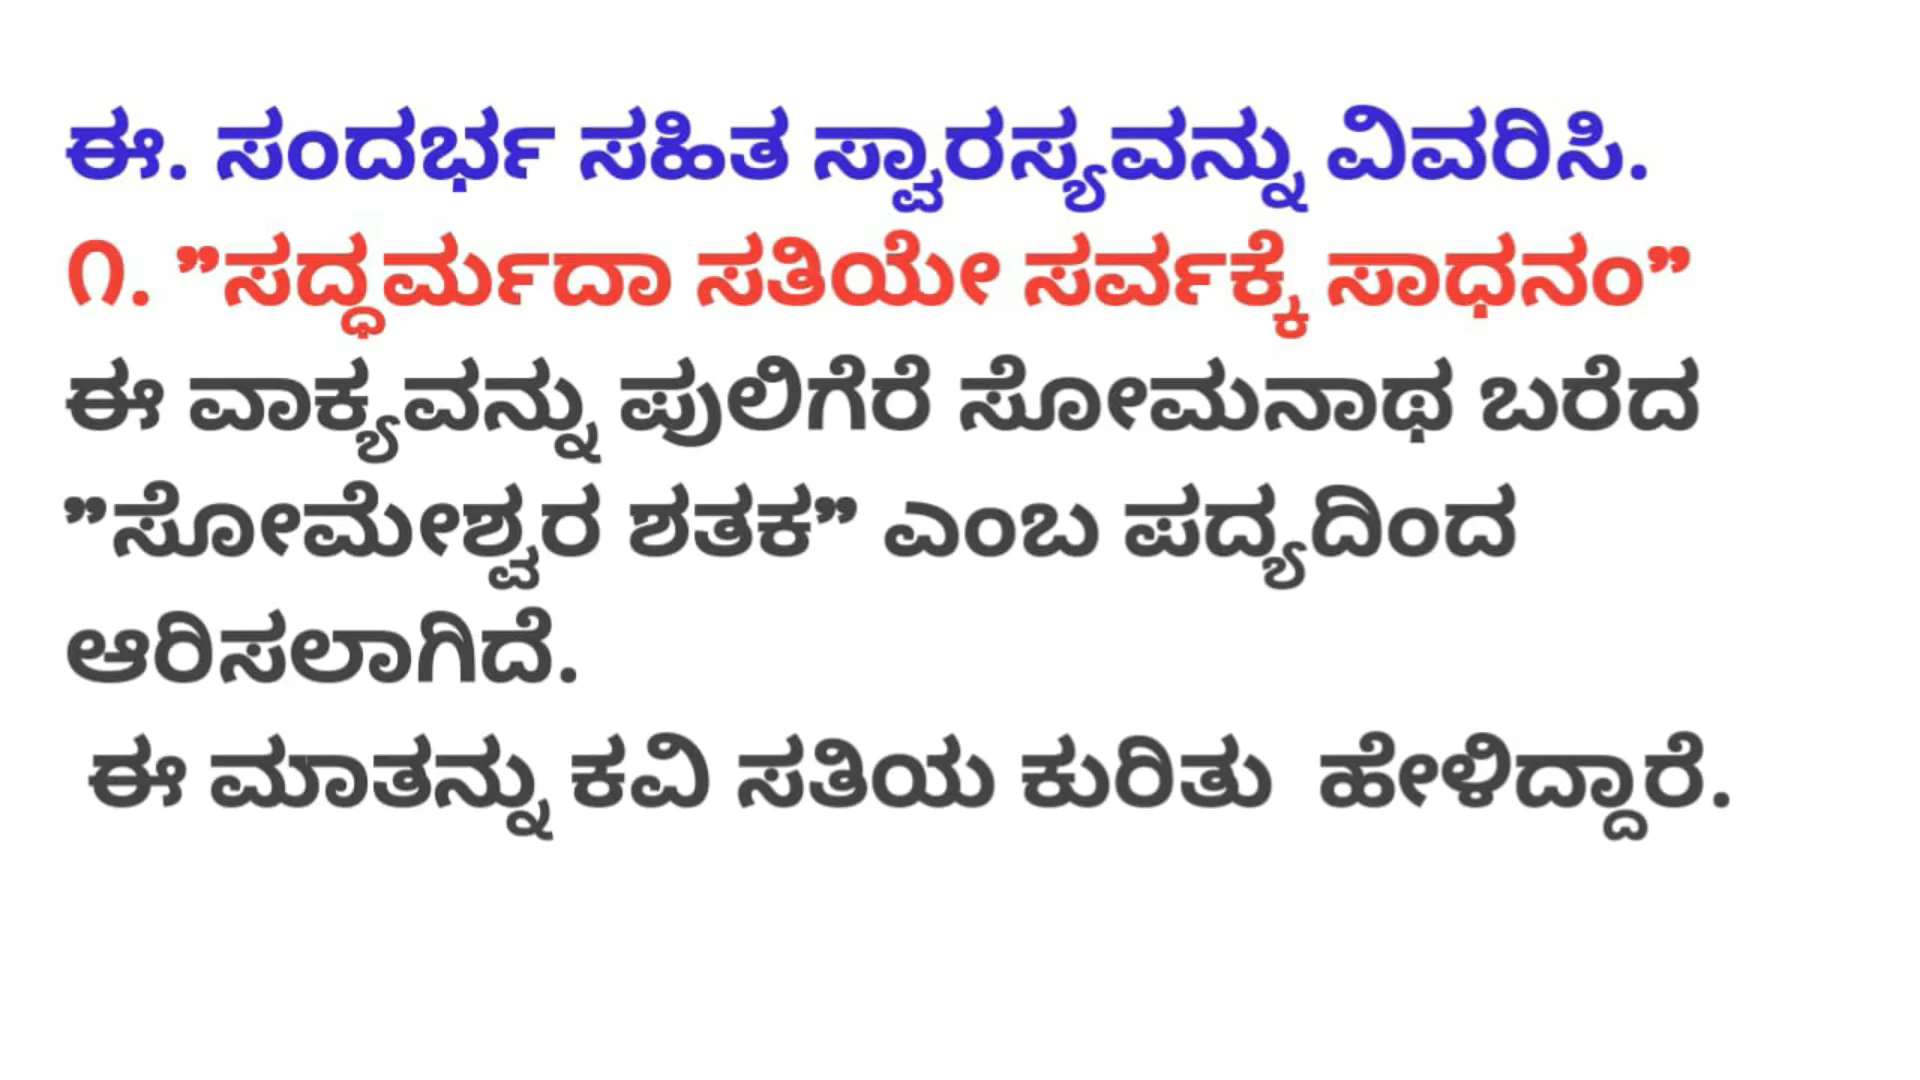 ಈ. ಸಂದರ್ಭ ಸಹಿತ ಸ್ವಾರಸ್ಯವನ್ನು ವಿವರಿಸಿ.
೧. ”ಸದ್ಧರ್ಮದಾ ಸತಿಯೇ ಸರ್ವಕ್ಕೆ ಸಾಧನಂ”
ಈ ವಾಕ್ಯವನ್ನು ಪುಲಿಗೆರೆ ಸೋಮನಾಥ ಬರೆದ
”ಸೋಮೇಶ್ವರ ಶತಕ” ಎಂಬ ಪದ್ಯದಿಂದ
ಆರಿಸಲಾಗಿದೆ.
ಈ ಮಾತನ್ನು ಕವಿ ಸತಿಯ ಕುರಿತು ಹೇಳಿದ್ದಾರೆ.